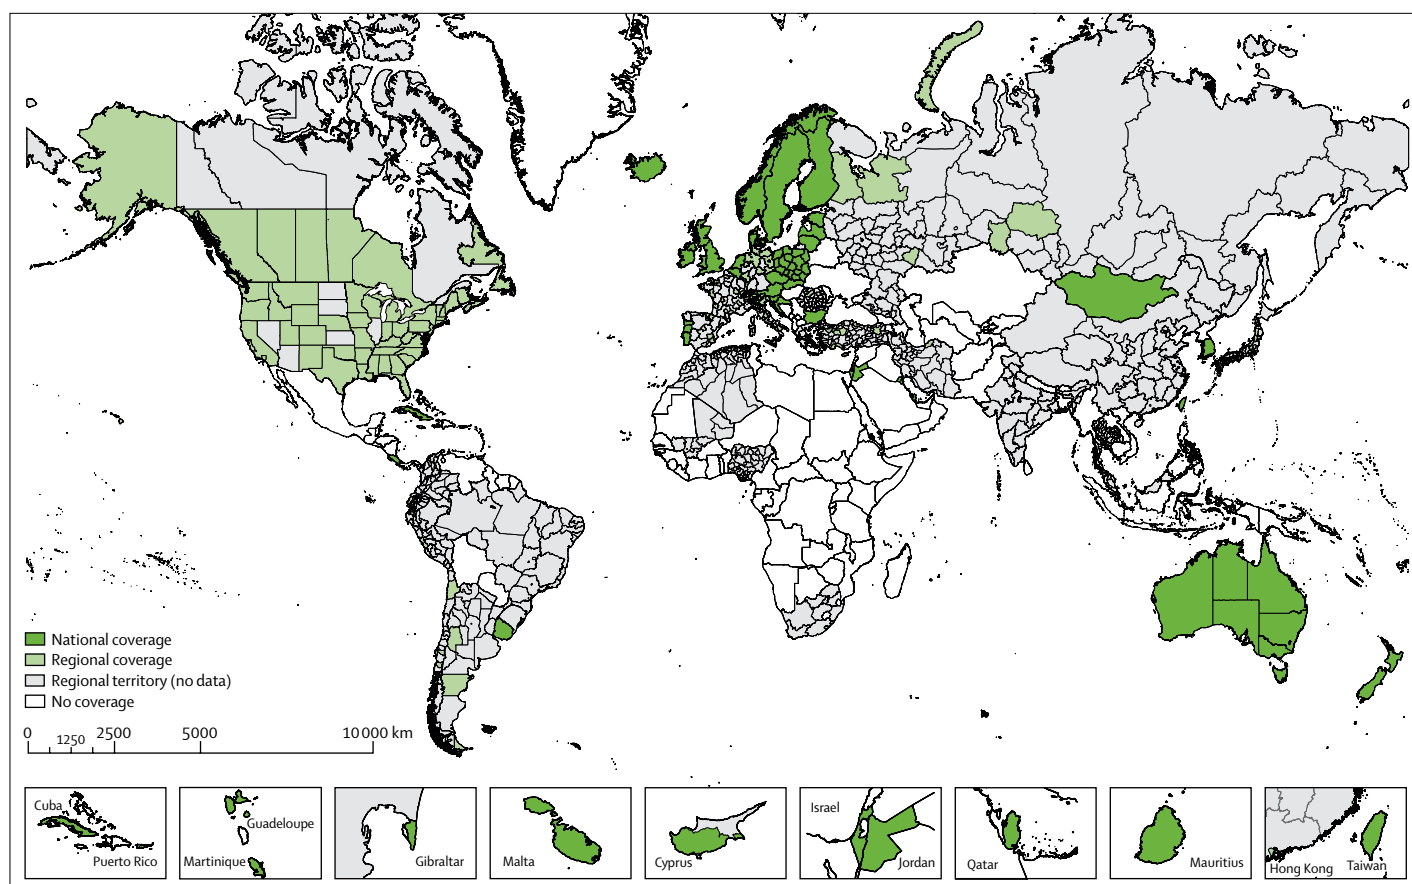 National coverage
Regional coverage
Regional territory (no data)
No coverage
0 1250 2500 5000 10 000 km
Cuba
Puerto Rico
Guadeloupe
Martinique
Gibraltar
Malta
Cyprus
Israel
Jordan
Qatar
Mauritius
Hong Kong
Taiwan